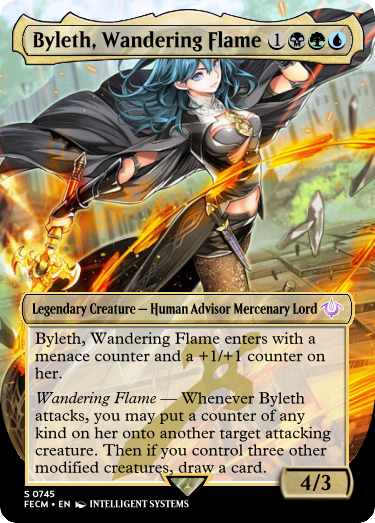 Byleth, Wandering Flame 1
Legendary Creature — Human Advisor Mercenary Lord
Byleth, Wandering Flame enters with a
menace counter and a +1/+1 counter on
her.
Wandering Flame — Whenever Byleth
attacks, you may put a counter of any
kind on her onto another target attacking
creature. Then if you control three other
modified creatures, draw a card.
4/3
S 0745
FECM • EN INTELLIGENT SYSTEMS